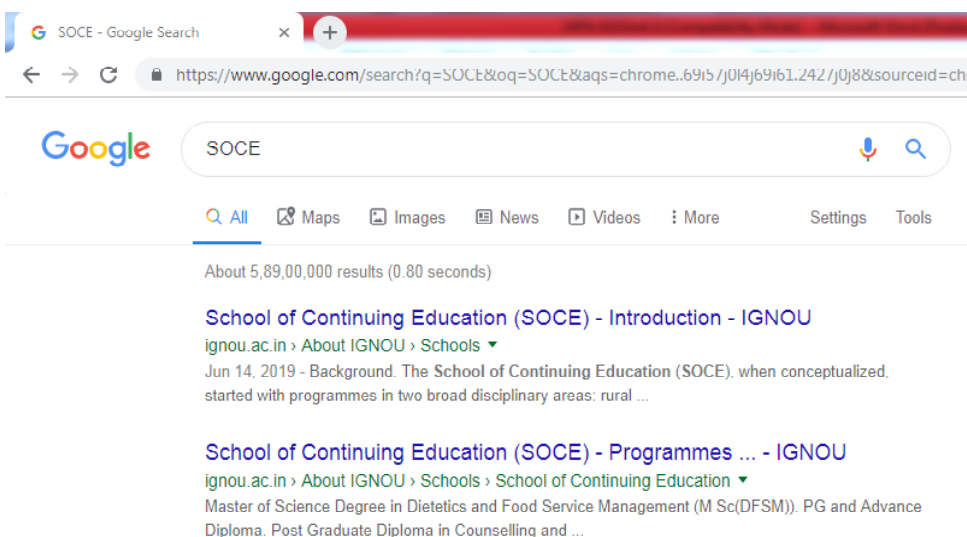 SOCE - Google Search
https://www.google.com/search?q=SOCE&oq=SOCE&aqs=chrome..69i57j0l4j69i61.2427j0j8&sourceid=ch
Google SOCE
All Maps Images News Videos More Settings Tools
About 5,89,00,000 results (0.80 seconds)
School of Continuing Education (SOCE) - Introduction - IGNOU
ignou.ac.in › About IGNOU › Schools
Jun 14, 2019 - Background. The School of Continuing Education (SOCE), when conceptualized,
started with programmes in two broad disciplinary areas: rural ...
School of Continuing Education (SOCE) - Programmes ... - IGNOU
ignou.ac.in › About IGNOU › Schools › School of Continuing Education
Master of Science Degree in Dietetics and Food Service Management (M Sc(DFSM)). PG and Advance
Diploma. Post Graduate Diploma in Counselling and ...